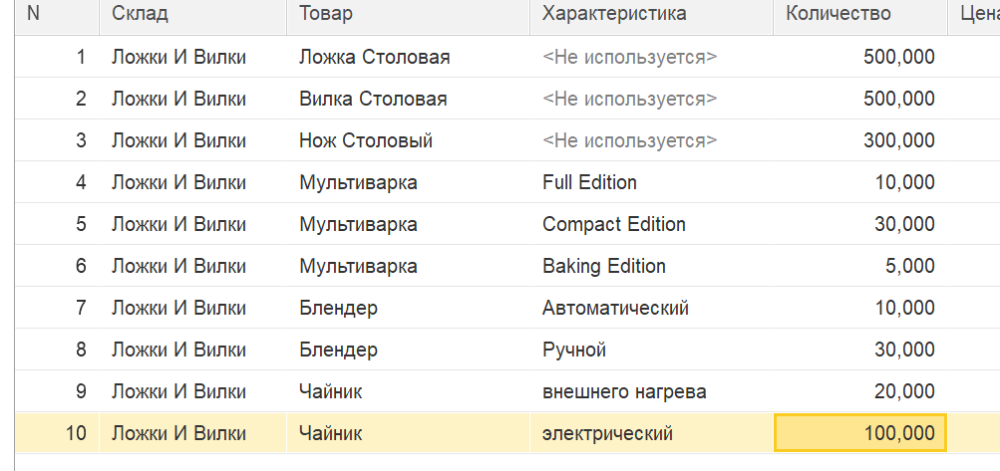 N Склад Товар Характеристика Количество Цена
1 Ложки И Вилки Ложка Столовая <Не используется> 500,000
2 Ложки И Вилки Вилка Столовая <Не используется> 500,000
3 Ложки И Вилки Нож Столовый <Не используется> 300,000
4 Ложки И Вилки Мультиварка Full Edition 10,000
5 Ложки И Вилки Мультиварка Compact Edition 30,000
6 Ложки И Вилки Мультиварка Baking Edition 5,000
7 Ложки И Вилки Блендер Автоматический 10,000
8 Ложки И Вилки Блендер Ручной 30,000
9 Ложки И Вилки Чайник внешнего нагрева 20,000
10 Ложки И Вилки Чайник электрический 100,000